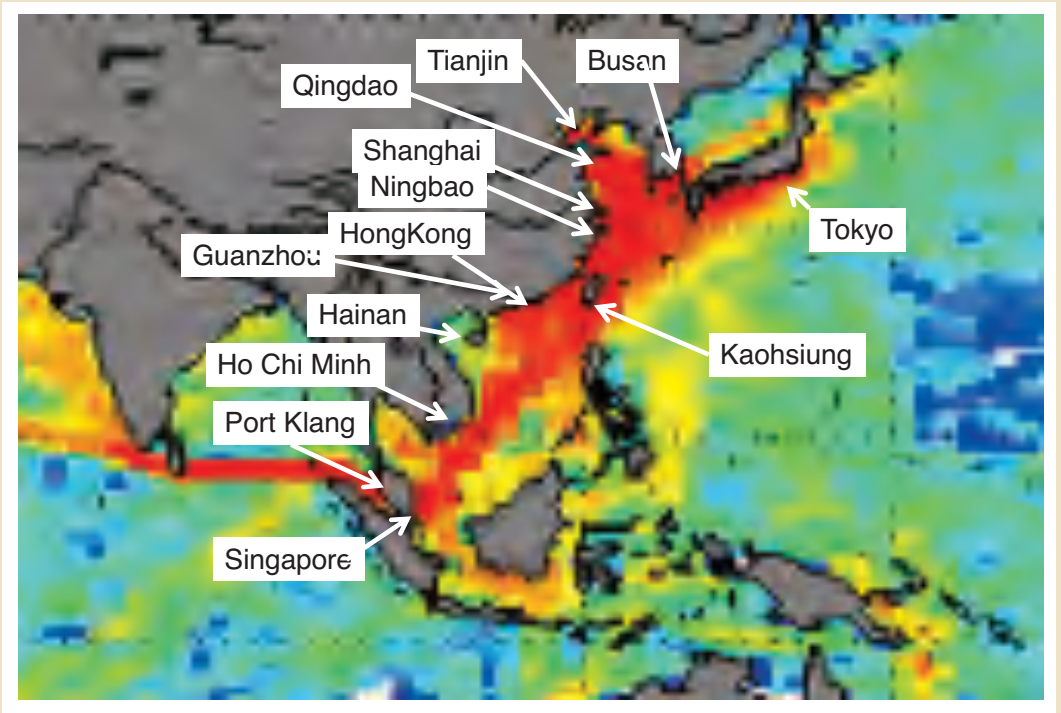 Tianjin
Busan
Qingdao
Shanghai
Ningbao
HongKong
Tokyo
Guanzhou
Hainan
Kaohsiung
Ho Chi Minh
Port Klang
Singapore